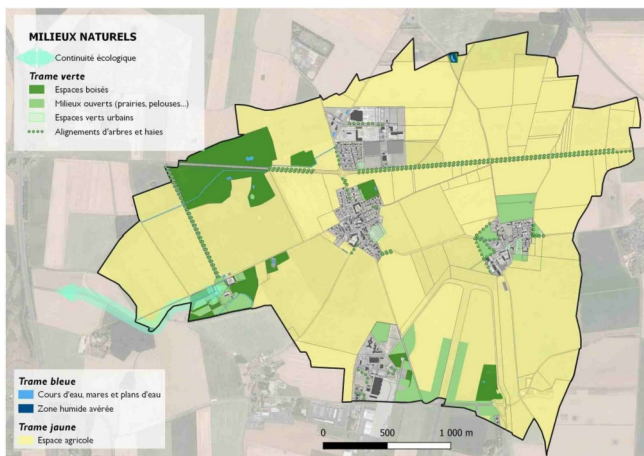 MILIEUX NATURELS
Continuité écologique
Trame verte
Espaces boisés
Milieux ouverts (prairies, pelouses...)
Espaces verts urbains
Alignements d'arbres et haies
Trame bleue
Cours d'eau, mares et plans d'eau
Zone humide avérée
Trame jaune
Espace agricole
0 500 1 000 m